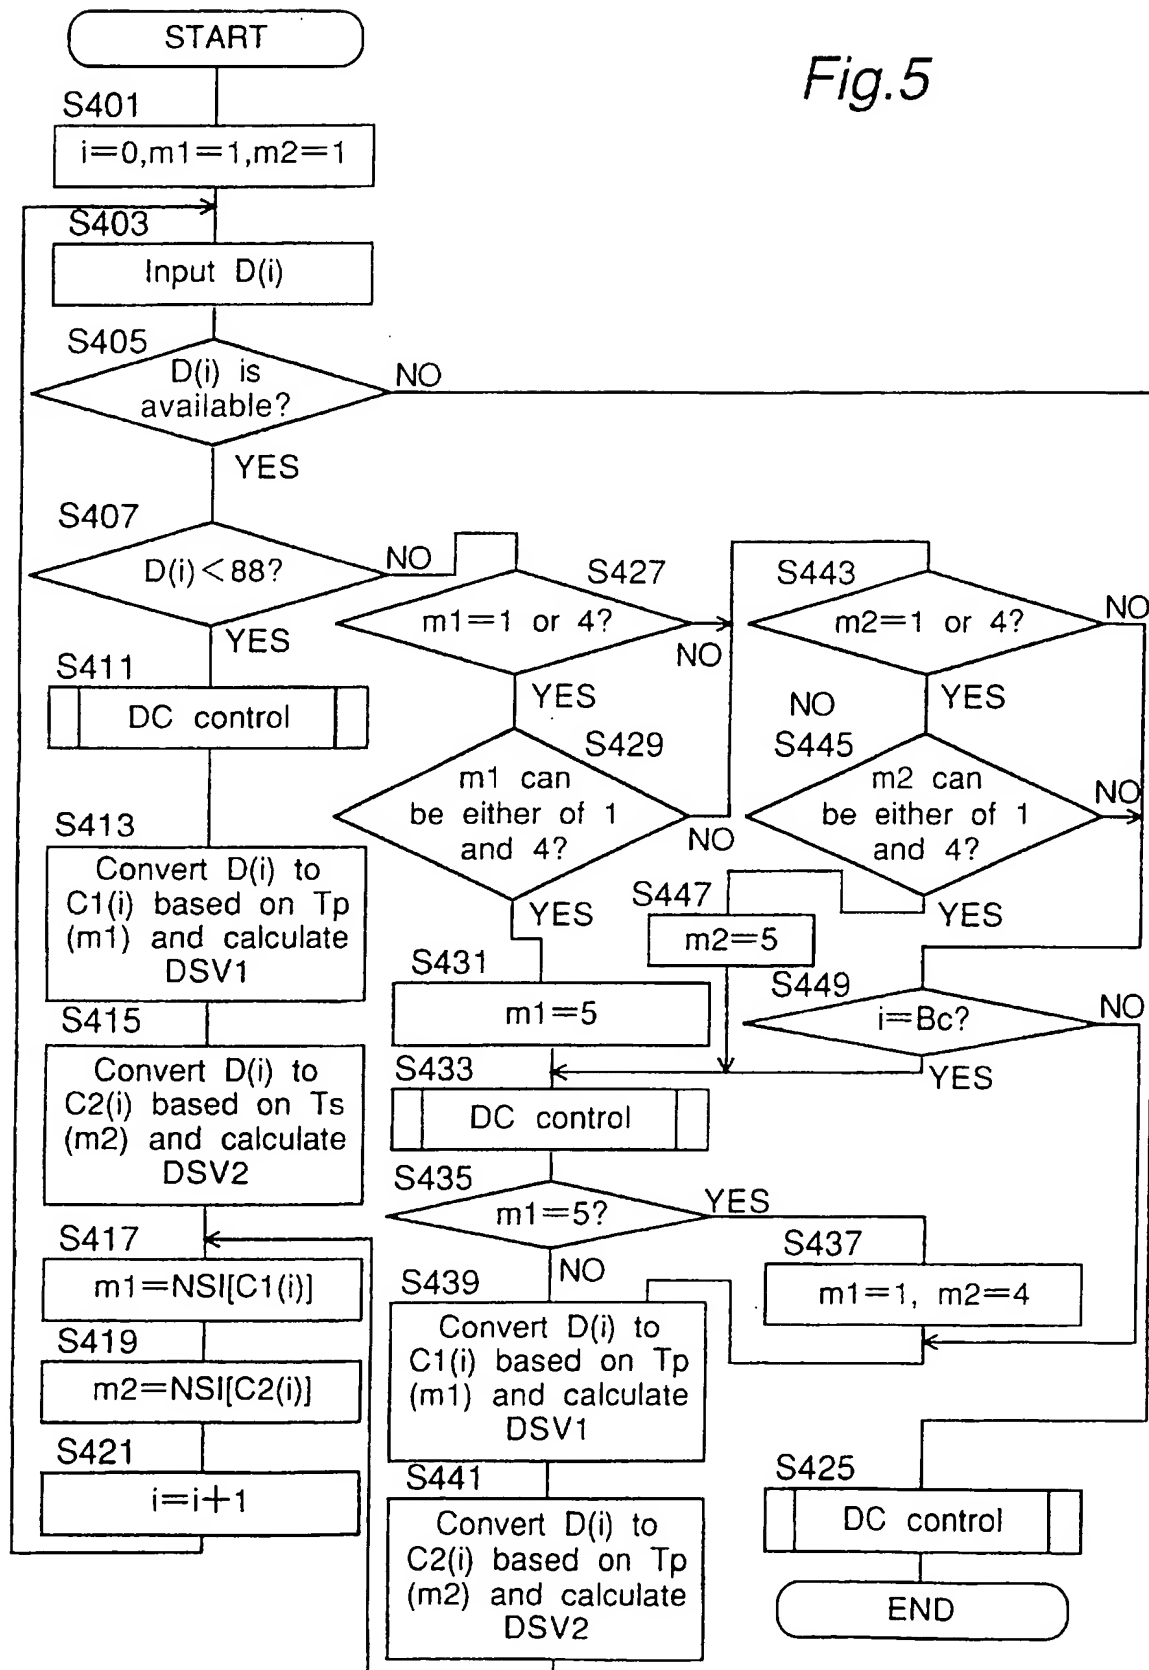 Fig.5
START
S401
i=0,m1=1,m2=1
S403
Input D(i)
S405
D(i) is
available?
NO
YES
S407
D(i)<88?
NO
YES
S411
DC control
S413
Convert D(i) to
C1(i) based on Tp
(m1) and calculate
DSV1
S415
Convert D(i) to
C2(i) based on Ts
(m2) and calculate
DSV2
S417
m1=NSI[C1(i)]
S419
m2=NSI[C2(i)]
S421
i=i+1
S427
m1=1 or 4?
NO
YES
S429
m1 can
be either of 1
and 4?
NO
YES
S431
m1=5
S433
DC control
S435
m1=5?
YES
NO
S437
m1=1, m2=4
S439
Convert D(i) to
C1(i) based on Tp
(m1) and calculate
DSV1
S441
Convert D(i) to
C2(i) based on Tp
(m2) and calculate
DSV2
S443
m2=1 or 4?
NO
YES
NO
S445
m2 can
be either of 1
and 4?
NO
YES
S447
m2=5
S449
i=Bc?
NO
YES
S425
DC control
END